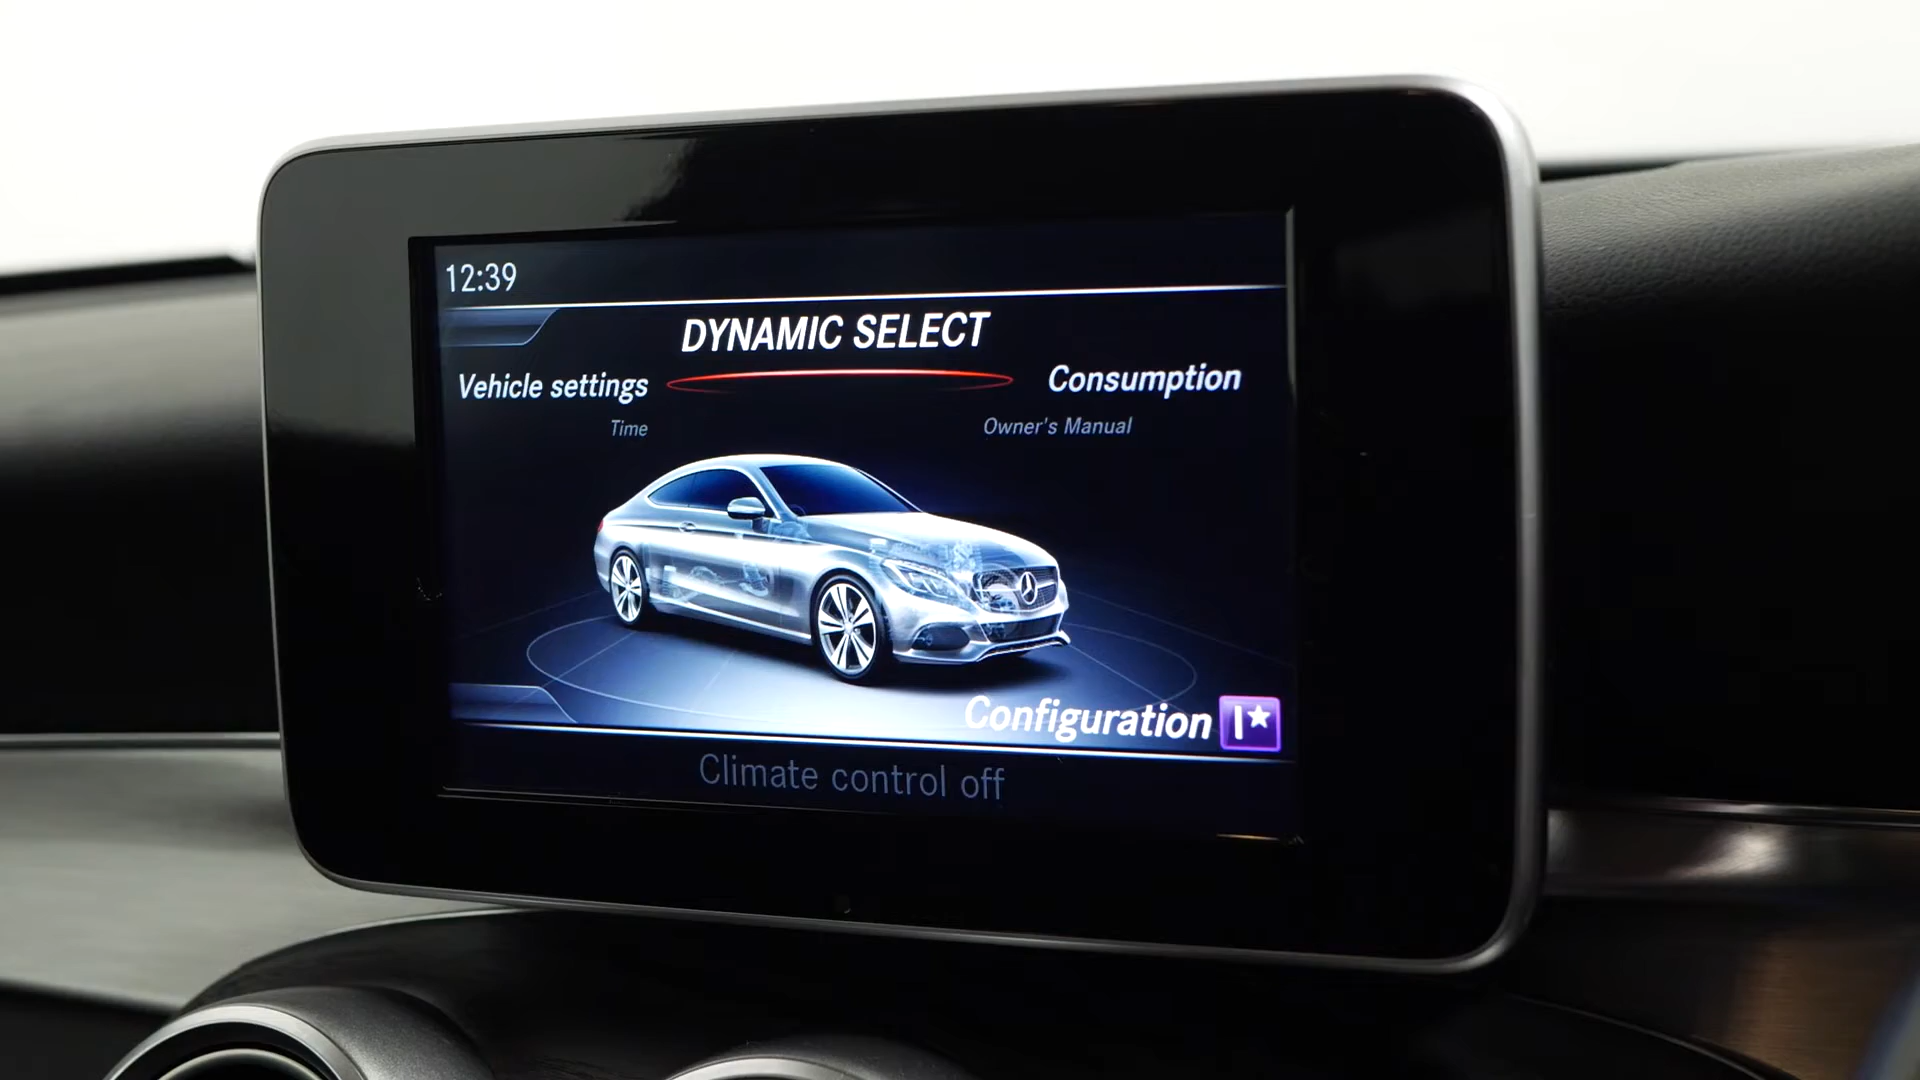 12:39
DYNAMIC SELECT
Vehicle settings
Consumption
Time
Owner's Manual
Configuration
Climate control off